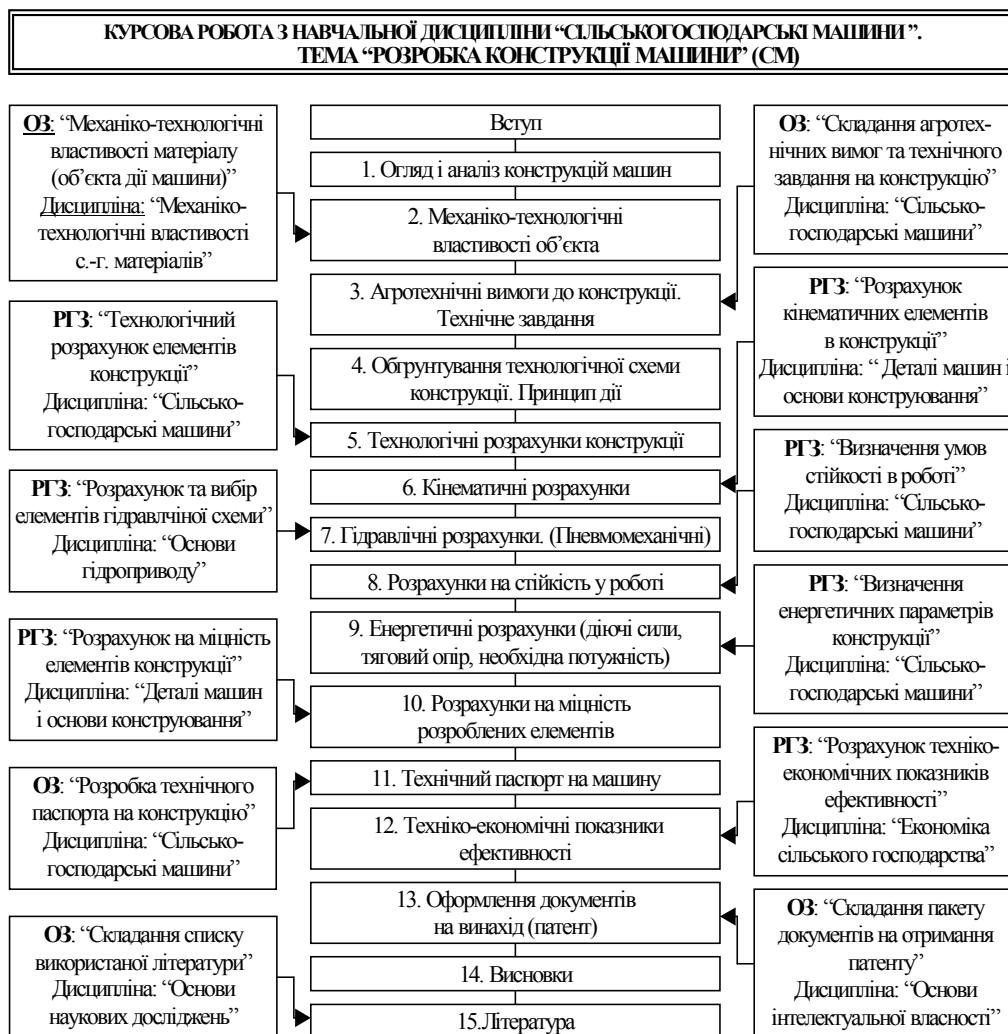 КУРСОВА РОБОТА З НАВЧАЛЬНОЇ ДИСЦИПЛІНИ “СІЛЬСЬКОГОСПОДАРСЬКІ МАШИНИ”.
ТЕМА “РОЗРОБКА КОНСТРУКЦІЇ МАШИНИ” (СМ)
ОЗ: “Механіко-технологічні
властивості матеріалу
(об’єкта дії машини)”
Дисципліна: “Механіко-
технологічні властивості
с.-г. матеріалів”
РГЗ: “Технологічний
розрахунок елементів
конструкції”
Дисципліна: “Сільсько-
господарські машини”
РГЗ: “Розрахунок та вибір
елементів гідравлчіної схеми”
Дисципліна: “Основи
гідроприводу”
РГЗ: “Розрахунок на міцність
елементів конструкції”
Дисципліна: “Деталі машин
і основи конструювання”
ОЗ: “Розробка технічного
паспорта на конструкцію”
Дисципліна: “Сільсько-
господарські машини”
ОЗ: “Складання списку
використаної літератури”
Дисципліна: “Основи
наукових досліджень”
Вступ
1. Огляд і аналіз конструкцій машин
2. Механіко-технологічні
властивості об’єкта
3. Агротехнічні вимоги до конструкції.
Технічне завдання
4. Обгрунтування технологічної схеми
конструкції. Принцип дії
5. Технологічні розрахунки конструкції
6. Кінематичні розрахунки
7. Гідравлічні розрахунки. (Пневмомеханічні)
8. Розрахунки на стійкість у роботі
9. Енергетичні розрахунки (діючі сили,
тяговий опір, необхідна потужність)
10. Розрахунки на міцність
розроблених елементів
11. Технічний паспорт на машину
12. Техніко-економічні показники
ефективності
13. Оформлення документів
на винахід (патент)
14. Висновки
15.Література
ОЗ: “Складання агротех-
нічних вимог та технічного
завдання на конструкцію”
Дисципліна: “Сільсько-
господарські машини”
РГЗ: “Розрахунок
кінематичних елементів
в конструкції”
Дисципліна: “ Деталі машин і
основи конструювання”
РГЗ: “Визначення умов
стійкості в роботі”
Дисципліна: “Сільсько-
господарські машини”
РГЗ: “Визначення
енергетичних параметрів
конструкції”
Дисципліна: “Сільсько-
господарські машини”
РГЗ: “Розрахунок техніко-
економічних показників
ефективності”
Дисципліна: “Економіка
сільського господарства”
ОЗ: “Складання пакету
документів на отримання
патенту”
Дисципліна: “Основи
інтелектуальної власності”